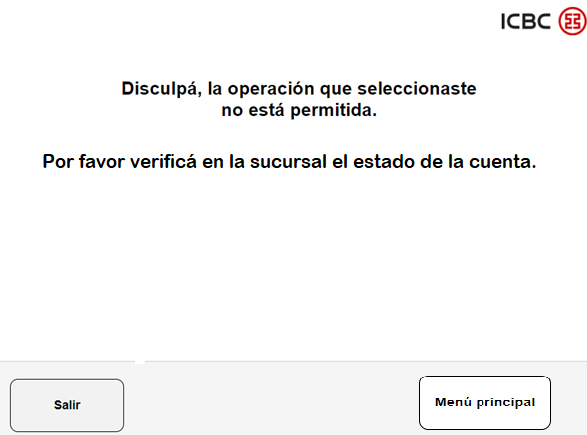 ICBC
Disculpá, la operación que seleccionaste
no está permitida.
Por favor verificá en la sucursal el estado de la cuenta.
Salir
Menú principal